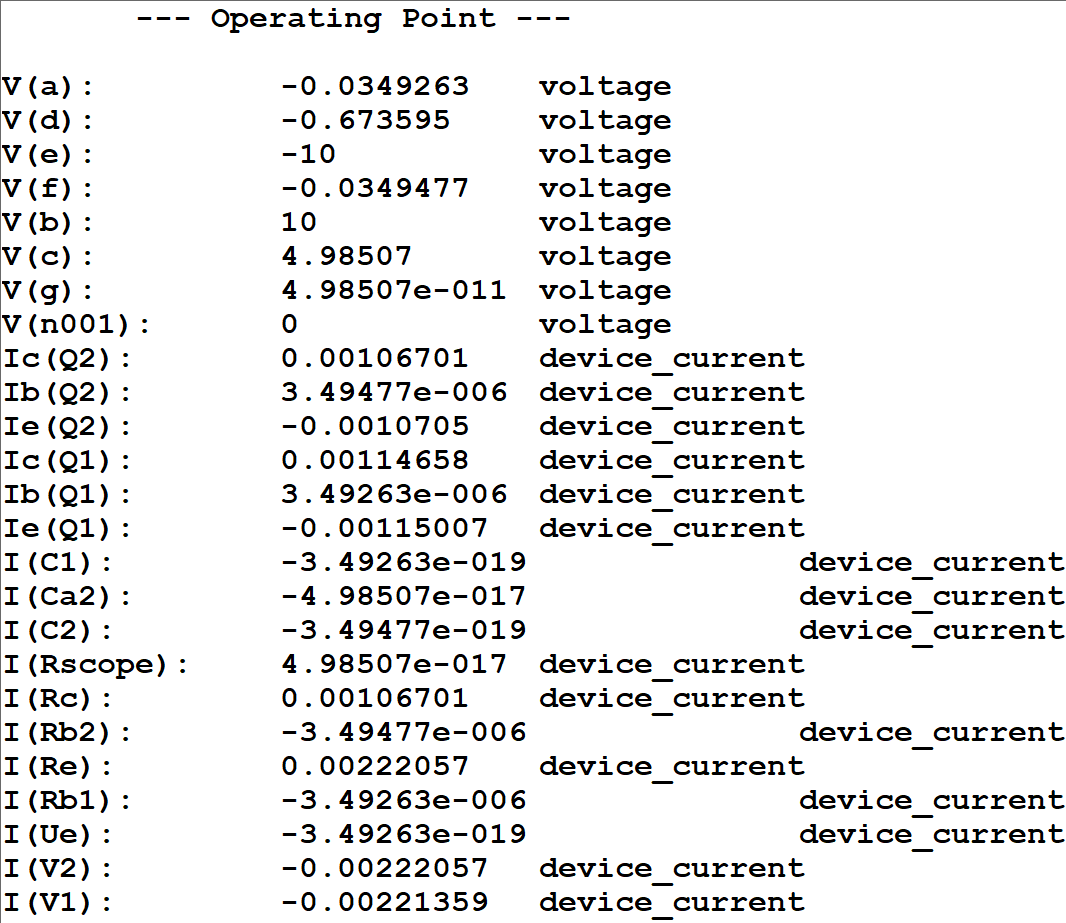 --- Operating Point ---
V(a): -0.0349263 voltage
V(d): -0.673595 voltage
V(e): -10 voltage
V(f): -0.0349477 voltage
V(b): 10 voltage
V(c): 4.98507 voltage
V(g): 4.98507e-011 voltage
V(n001): 0 voltage
Ic(Q2): 0.00106701 device_current
Ib(Q2): 3.49477e-006 device_current
Ie(Q2): -0.0010705 device_current
Ic(Q1): 0.00114658 device_current
Ib(Q1): 3.49263e-006 device_current
Ie(Q1): -0.00115007 device_current
I(C1): -3.49263e-019 device_current
I(Ca2): -4.98507e-017 device_current
I(C2): -3.49477e-019 device_current
I(Rscope): 4.98507e-017 device_current
I(Rc): 0.00106701 device_current
I(Rb2): -3.49477e-006 device_current
I(Re): 0.00222057 device_current
I(Rb1): -3.49263e-006 device_current
I(Ue): -3.49263e-019 device_current
I(V2): -0.00222057 device_current
I(V1): -0.00221359 device_current